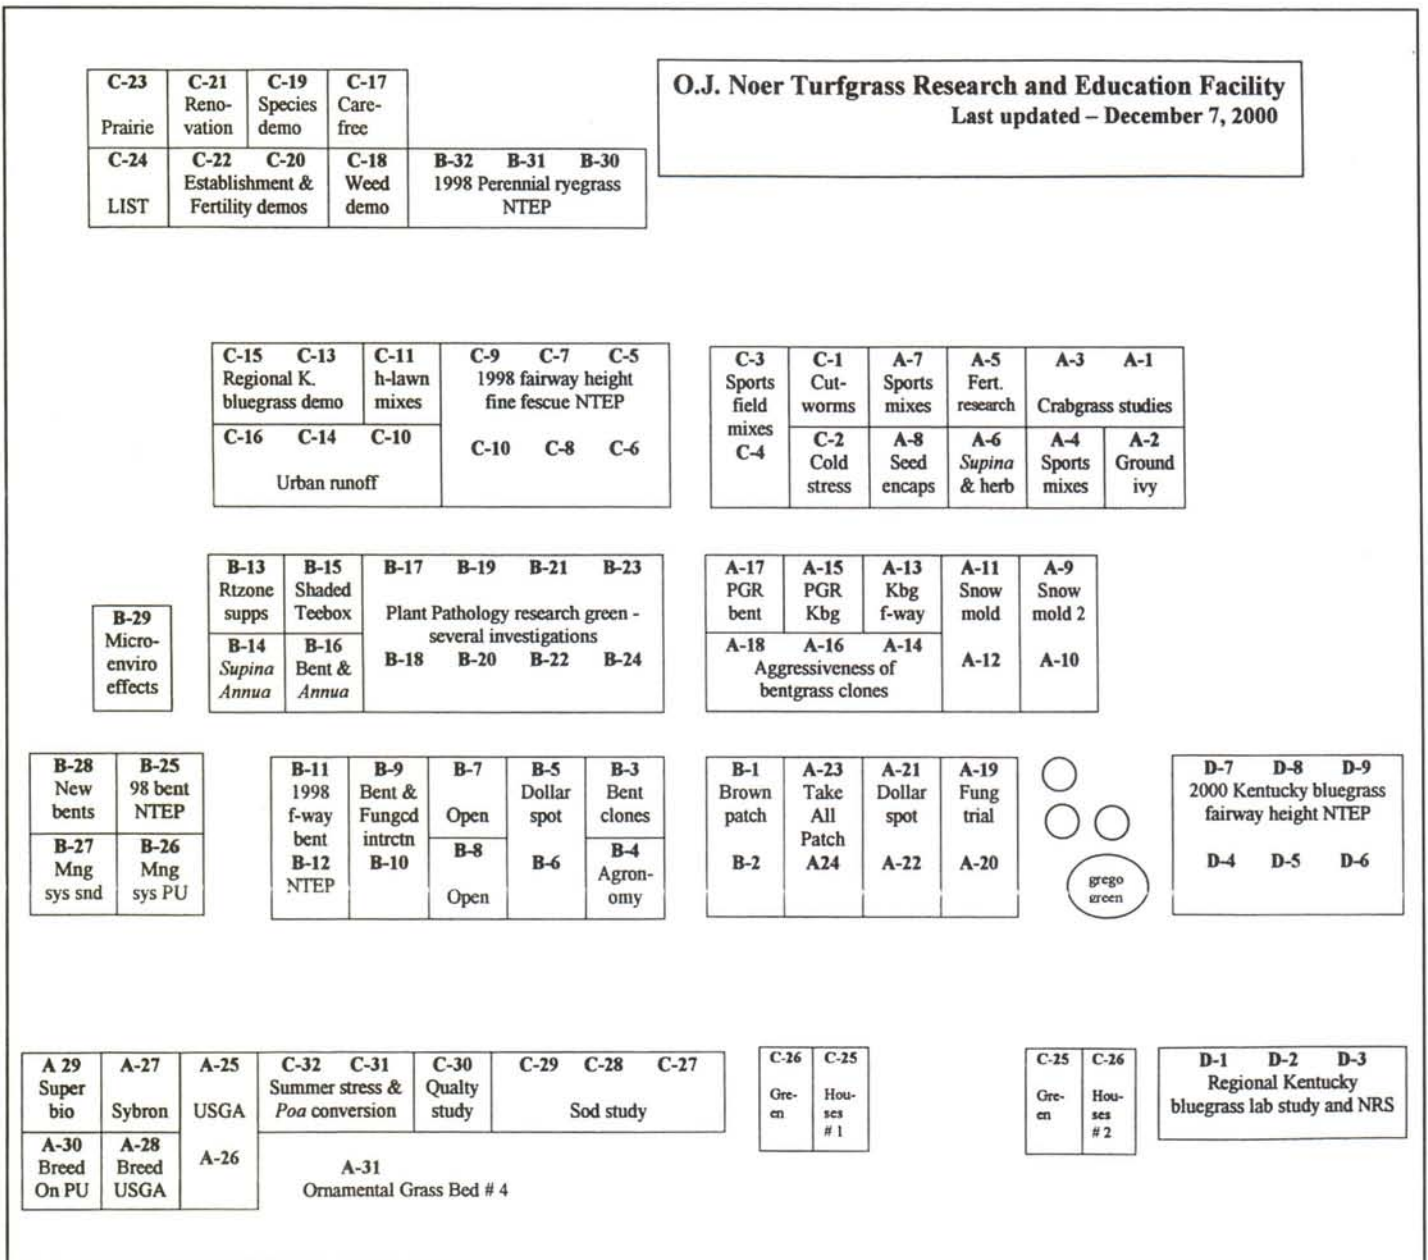 O.J. Noer Turfgrass Research and Education Facility
Last updated – December 7, 2000
C-23
Prairie
C-21
Reno-
vation
C-19
Species
demo
C-17
Care-
free
C-24
LIST
C-22 C-20
Establishment &
Fertility demos
C-18
Weed
demo
B-32 B-31 B-30
1998 Perennial ryegrass
NTEP
C-15 C-13
Regional K.
bluegrass demo
C-11
h-lawn
mixes
C-9 C-7 C-5
1998 fairway height
fine fescue NTEP
C-10 C-8 C-6
C-16 C-14 C-10
Urban runoff
C-3
Sports
field
mixes
C-4
C-1
Cut-
worms
A-7
Sports
mixes
A-5
Fert.
research
A-3 A-1
Crabgrass studies
C-2
Cold
stress
A-8
Seed
encaps
A-6
Supina
& herb
A-4
Sports
mixes
A-2
Ground
ivy
B-29
Micro-
enviro
effects
B-13
Rtzone
supps
B-15
Shaded
Teebox
B-17 B-19 B-21 B-23
Plant Pathology research green -
several investigations
B-18 B-20 B-22 B-24
B-14
Supina
Annua
B-16
Bent &
Annua
A-17
PGR
bent
A-15
PGR
Kbg
A-13
Kbg
f-way
A-11
Snow
mold
A-12
A-9
Snow
mold 2
A-10
A-18 A-16 A-14
Aggressiveness of
bentgrass clones
B-28
New
bents
B-25
98 bent
NTEP
B-27
Mng
sys snd
B-26
Mng
sys PU
B-11
1998
f-way
bent
B-12
NTEP
B-9
Bent &
Fungcd
intrctn
B-10
B-7
Open
B-8
Open
B-5
Dollar
spot
B-6
B-3
Bent
clones
B-4
Agron-
omy
B-1
Brown
patch
B-2
A-23
Take
All
Patch
A24
A-21
Dollar
spot
A-22
A-19
Fung
trial
A-20
grego
green
D-7 D-8 D-9
2000 Kentucky bluegrass
fairway height NTEP
D-4 D-5 D-6
A 29
Super
bio
A-27
Sybron
A-25
USGA
A-26
C-32 C-31
Summer stress &
Poa conversion
C-30
Qualty
study
C-29 C-28 C-27
Sod study
A-30
Breed
On PU
A-28
Breed
USGA
A-31
Ornamental Grass Bed # 4
C-26
Gre-
en
C-25
Hou-
ses
# 1
C-25
Gre-
en
C-26
Hou-
ses
# 2
D-1 D-2 D-3
Regional Kentucky
bluegrass lab study and NRS